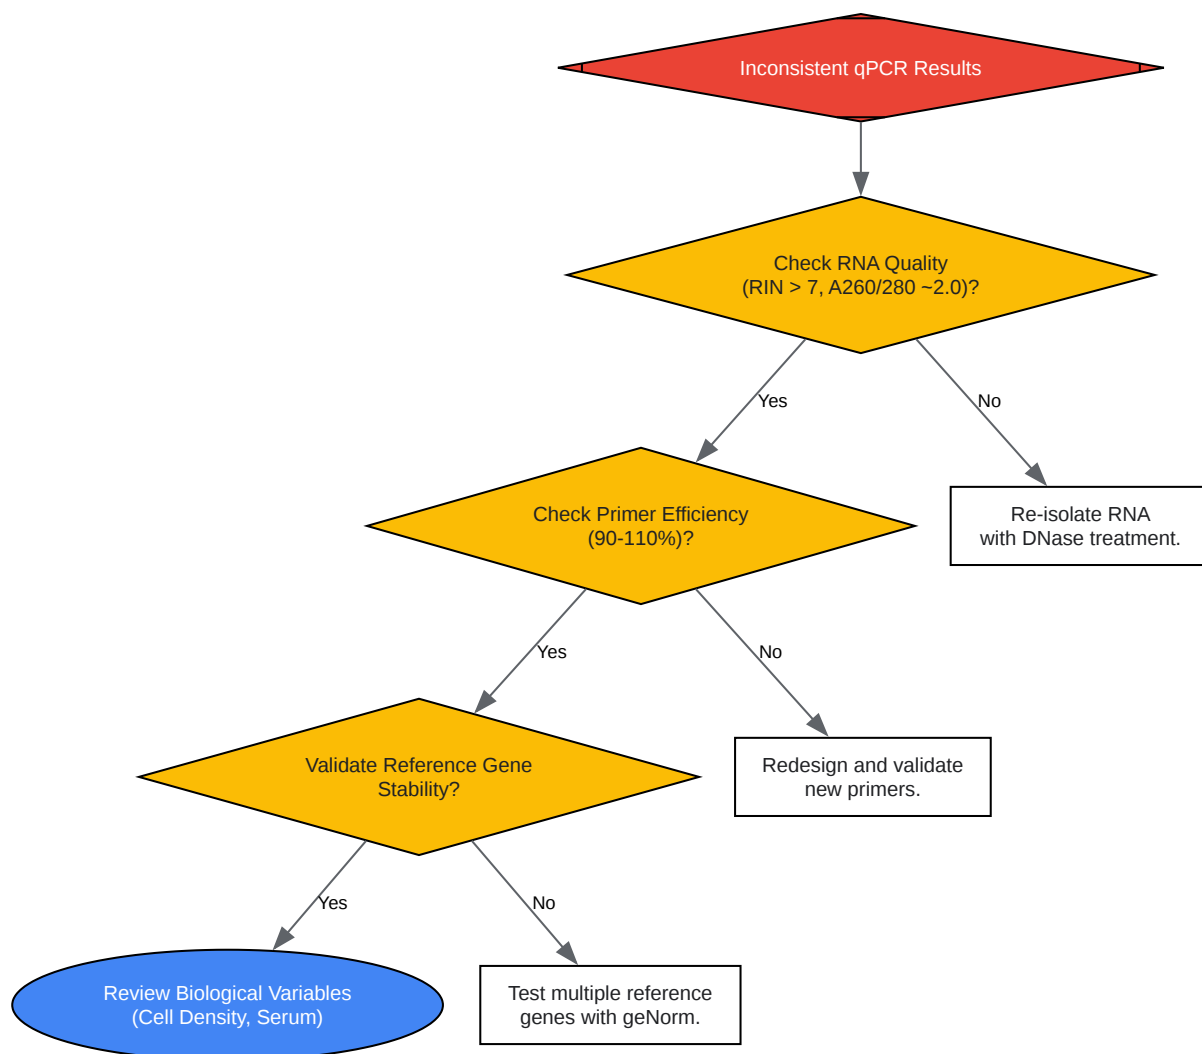 Inconsistent qPCR Results
Check RNA Quality
(RIN > 7, A260/280 ~2.0)?
Yes
No
Check Primer Efficiency
(90-110%)?
Re-isolate RNA
with DNase treatment.
Yes
No
Validate Reference Gene
Stability?
Redesign and validate
new primers.
Yes
No
Review Biological Variables
(Cell Density, Serum)
Test multiple reference
genes with geNorm.